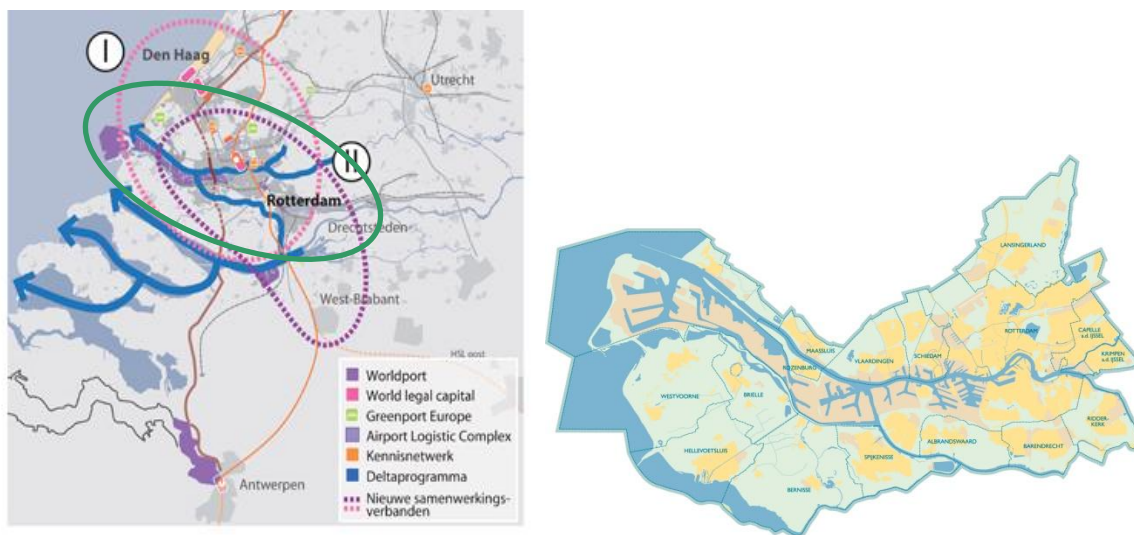 I
Den Haag
Utrecht
II
Rotterdam
Drechtsteden
West-Brabant
HSL oost
Worldport
World legal capital
Greenport Europe
Airport Logistic Complex
Kennisnetwerk
Deltaprogramma
Nieuwe samenwerkings-
verbanden
Antwerpen
LANSINGERLAND
ROTTERDAM
CAPELLE
a.d. IJSSEL
KRIMPEN
a.d. IJSSEL
MAASSLUIS
VLAARDINGEN
SCHIEDAM
ROZENBURG
WESTVOORNE
BRIELLE
RIDDER-
KERK
HELLEVOETSLUIS
SPIJKENISSE
ALBRANDSWAARD
BARENDRECHT
BERNISSE